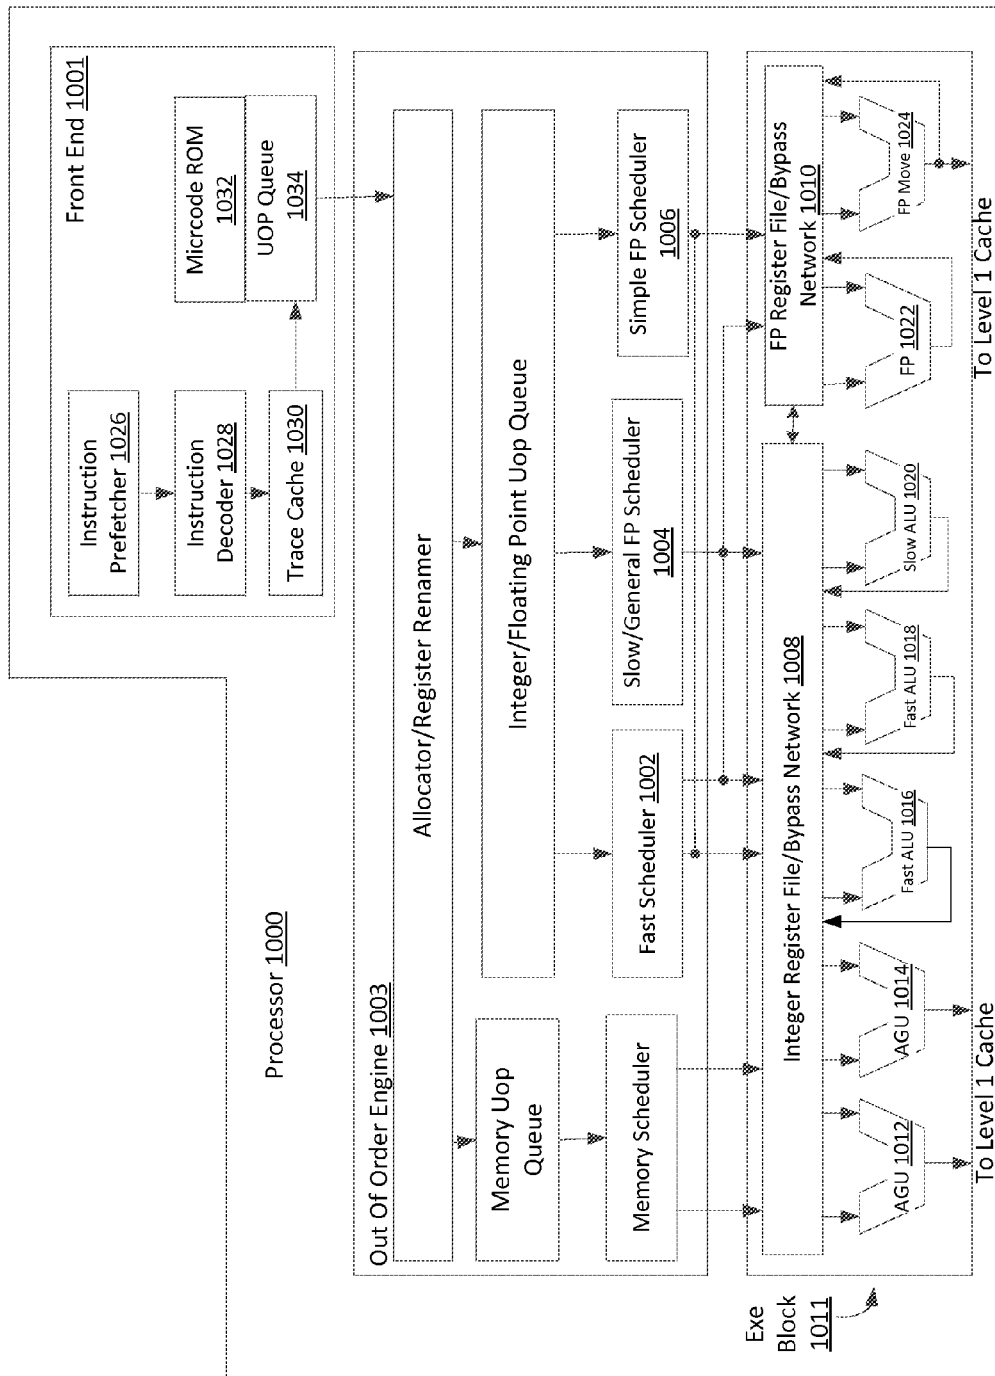 Processor 1000
Front End 1001
Instruction
Prefetcher 1026
Instruction
Decoder 1028
Trace Cache 1030
Micrcode ROM
1032
UOP Queue
1034
Out Of Order Engine 1003
Allocator/Register Renamer
Memory Uop
Queue
Integer/Floating Point Uop Queue
Memory Scheduler
Fast Scheduler 1002
Slow/General FP Scheduler
1004
Simple FP Scheduler
1006
Exe
Block
1011
Integer Register File/Bypass Network 1008
FP Register File/Bypass
Network 1010
AGU 1012
AGU 1014
Fast ALU 1016
Fast ALU 1018
Slow ALU 1020
FP 1022
FP Move 1024
To Level 1 Cache
To Level 1 Cache